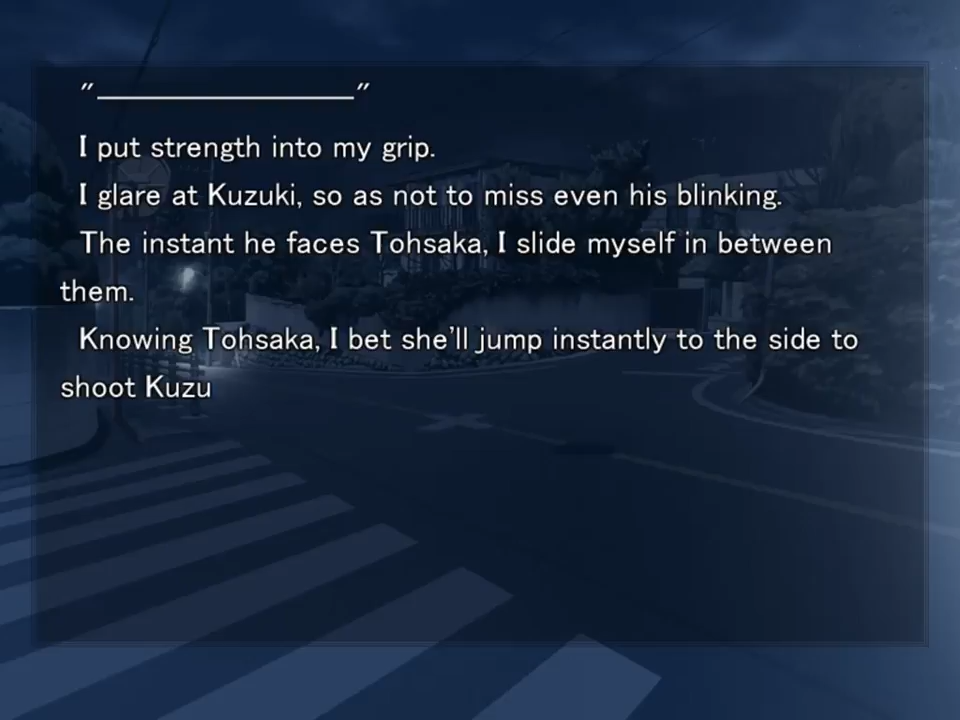 "――――――――"
I put strength into my grip.
I glare at Kuzuki, so as not to miss even his blinking.
The instant he faces Tohsaka, I slide myself in between
them.
Knowing Tohsaka, I bet she'll jump instantly to the side to
shoot Kuzu